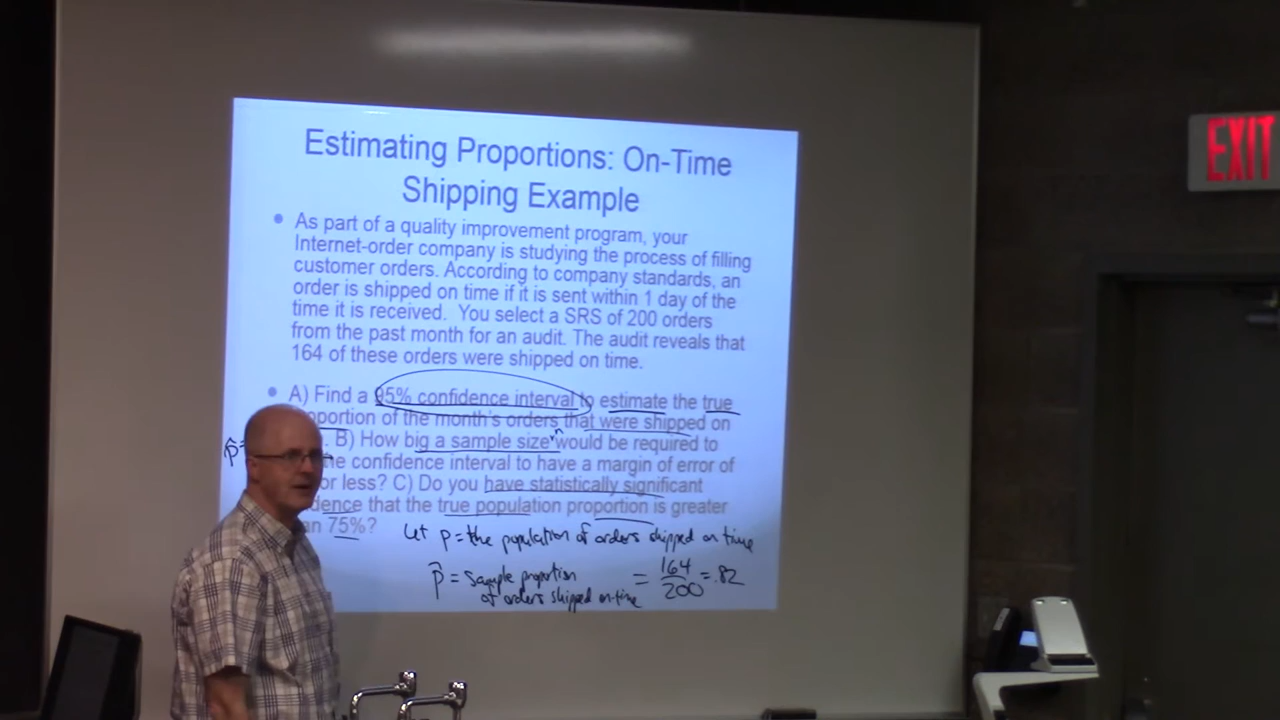 Estimating Proportions: On-Time
Shipping Example
• As part of a quality improvement program, your
Internet-order company is studying the process of filling
customer orders. According to company standards, an
order is shipped on time if it is sent within 1 day of the
time it is received. You select a SRS of 200 orders
from the past month for an audit. The audit reveals that
164 of these orders were shipped on time.
• A) Find a 95% confidence interval to estimate the true
proportion of the month's orders that were shipped on
B) How big a sample size n would be required to
confidence interval to have a margin of error of
or less? C) Do you have statistically significant
that the true population proportion is greater
75%?
p̂=
Let p = the population of orders shipped on time
p̂ = sample proportion of orders shipped on-time = 164/200 = .82
EXIT